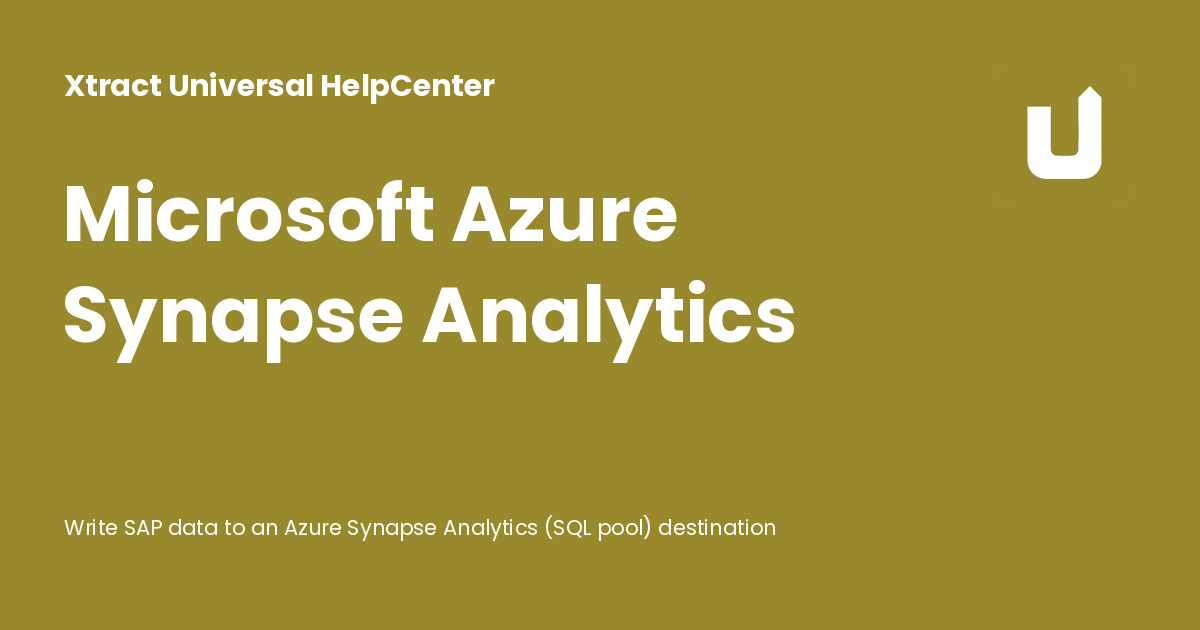 Xtract Universal HelpCenter
Microsoft Azure
Synapse Analytics
Write SAP data to an Azure Synapse Analytics (SQL pool) destination